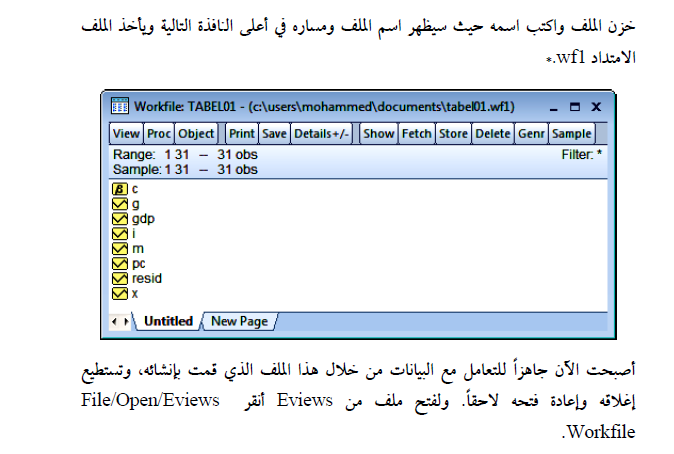 خزن الملف واكتب اسمه حيث سيظهر اسم الملف ومساره في أعلى النافذة التالية ويأخذ الملف
الامتداد wf1.*
Workfile: TABEL01 - (c:\users\mohammed\documents\tabel01.wf1)
View Proc Object Print Save Details+/- Show Fetch Store Delete Genr Sample
Range: 1 31 – 31 obs Filter: *
Sample: 1 31 – 31 obs
β c
g
gdp
i
m
pc
resid
x
Untitled New Page
أصبحت الآن جاهزاً للتعامل مع البيانات من خلال هذا الملف الذي قمت بإنشائه، وتستطيع
إغلاقه وإعادة فتحه لاحقاً. ولفتح ملف من Eviews أنقر File/Open/Eviews
Workfile.